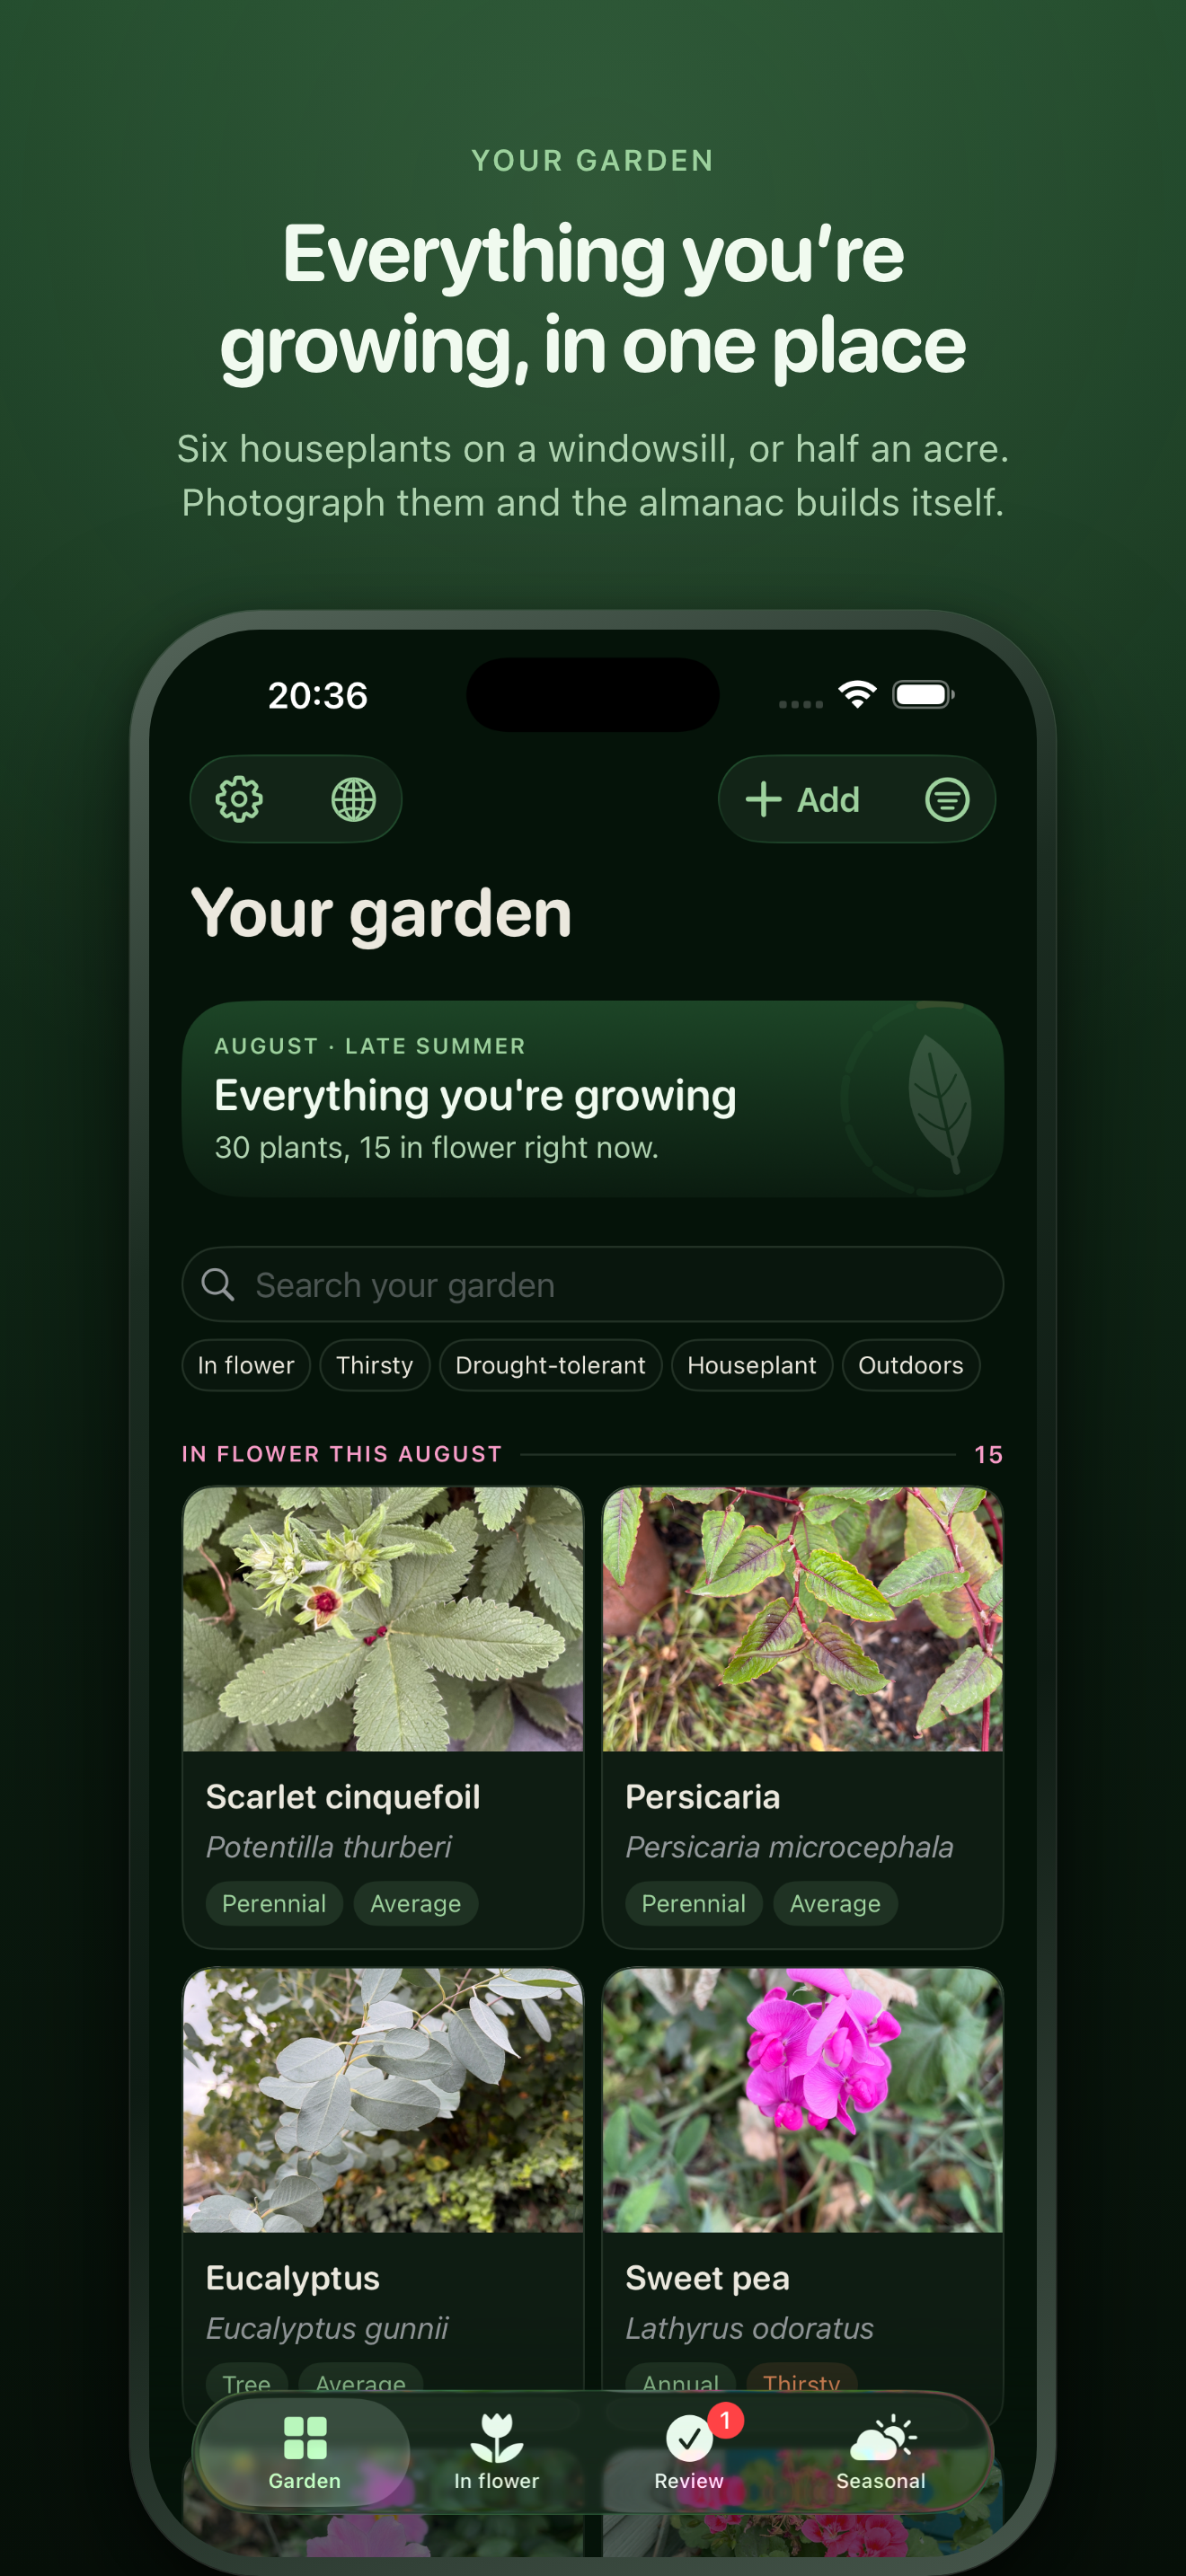 YOUR GARDEN
Everything you’re
growing, in one place
Six houseplants on a windowsill, or half an acre.
Photograph them and the almanac builds itself.
20:36
Add
Your garden
AUGUST · LATE SUMMER
Everything you're growing
30 plants, 15 in flower right now.
Search your garden
In flower Thirsty Drought-tolerant Houseplant Outdoors
IN FLOWER THIS AUGUST 15
Scarlet cinquefoil
Potentilla thurberi
Perennial Average
Persicaria
Persicaria microcephala
Perennial Average
Eucalyptus
Eucalyptus gunnii
Tree Average
Sweet pea
Lathyrus odoratus
Annual Thirsty
1
Garden In flower Review Seasonal